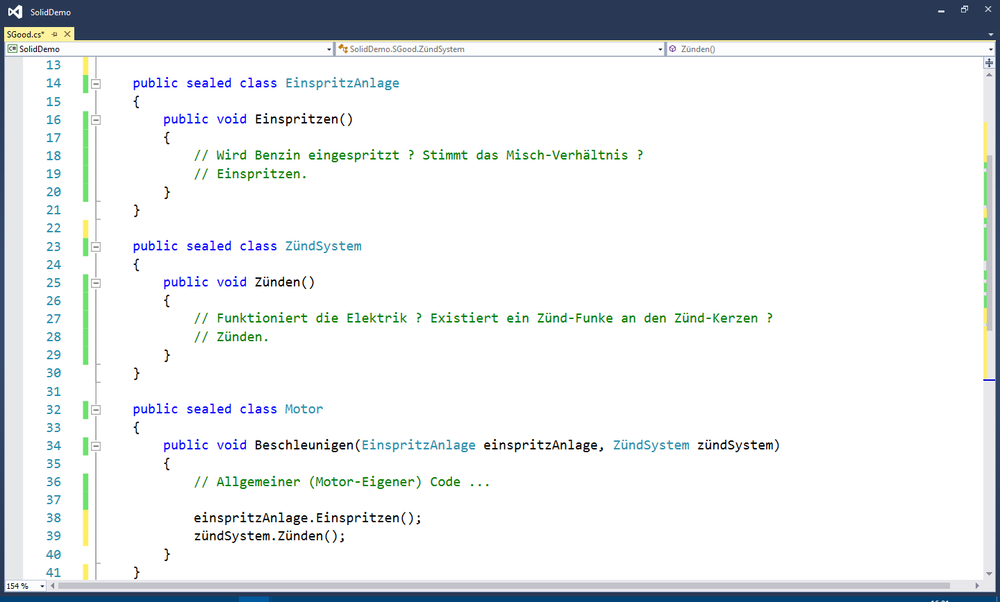 SolidDemo
SGood.cs*
C# SolidDemo SolidDemo.SGood.ZündSystem Zünden()
13
14 public sealed class EinspritzAnlage
15 {
16 public void Einspritzen()
17 {
18 // Wird Benzin eingespritzt ? Stimmt das Misch-Verhältnis ?
19 // Einspritzen.
20 }
21 }
22
23 public sealed class ZündSystem
24 {
25 public void Zünden()
26 {
27 // Funktioniert die Elektrik ? Existiert ein Zünd-Funke an den Zünd-Kerzen ?
28 // Zünden.
29 }
30 }
31
32 public sealed class Motor
33 {
34 public void Beschleunigen(EinspritzAnlage einspritzAnlage, ZündSystem zündSystem)
35 {
36 // Allgemeiner (Motor-Eigener) Code ...
37
38 einspritzAnlage.Einspritzen();
39 zündSystem.Zünden();
40 }
41 }
154 %